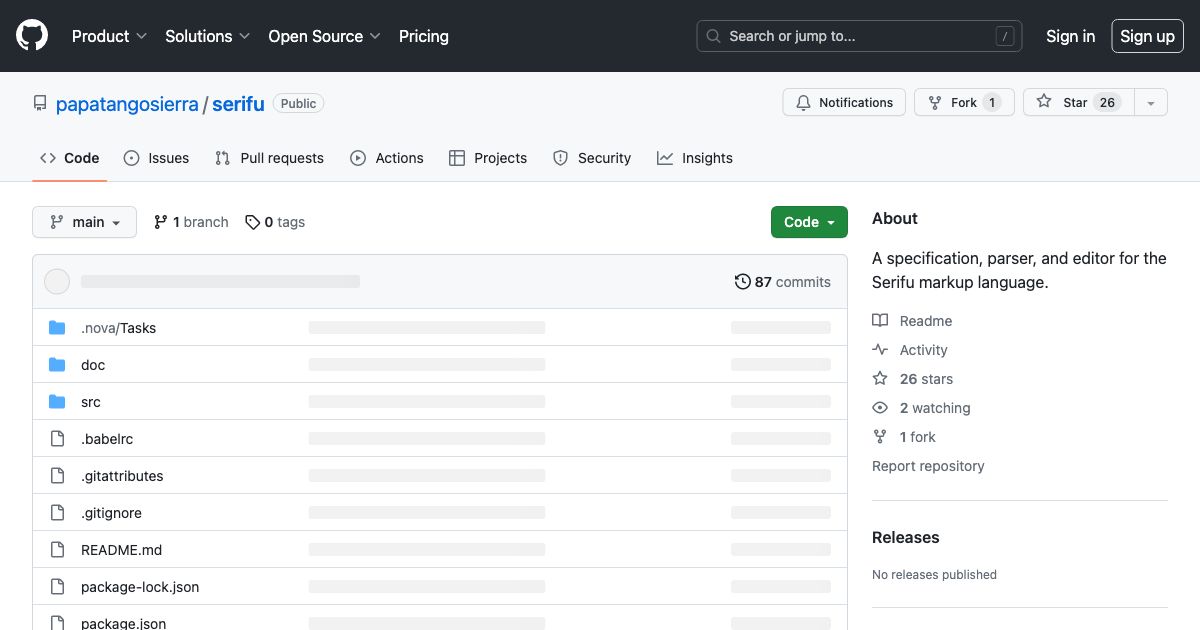 Product Solutions Open Source Pricing Search or jump to... / Sign in Sign up
papatangosierra / serifu Public Notifications Fork 1 Star 26
Code Issues Pull requests Actions Projects Security Insights
main 1 branch 0 tags Code
87 commits
.nova/Tasks
doc
src
.babelrc
.gitattributes
.gitignore
README.md
package-lock.json
package.json
About
A specification, parser, and editor for the
Serifu markup language.
Readme
Activity
26 stars
2 watching
1 fork
Report repository
Releases
No releases published